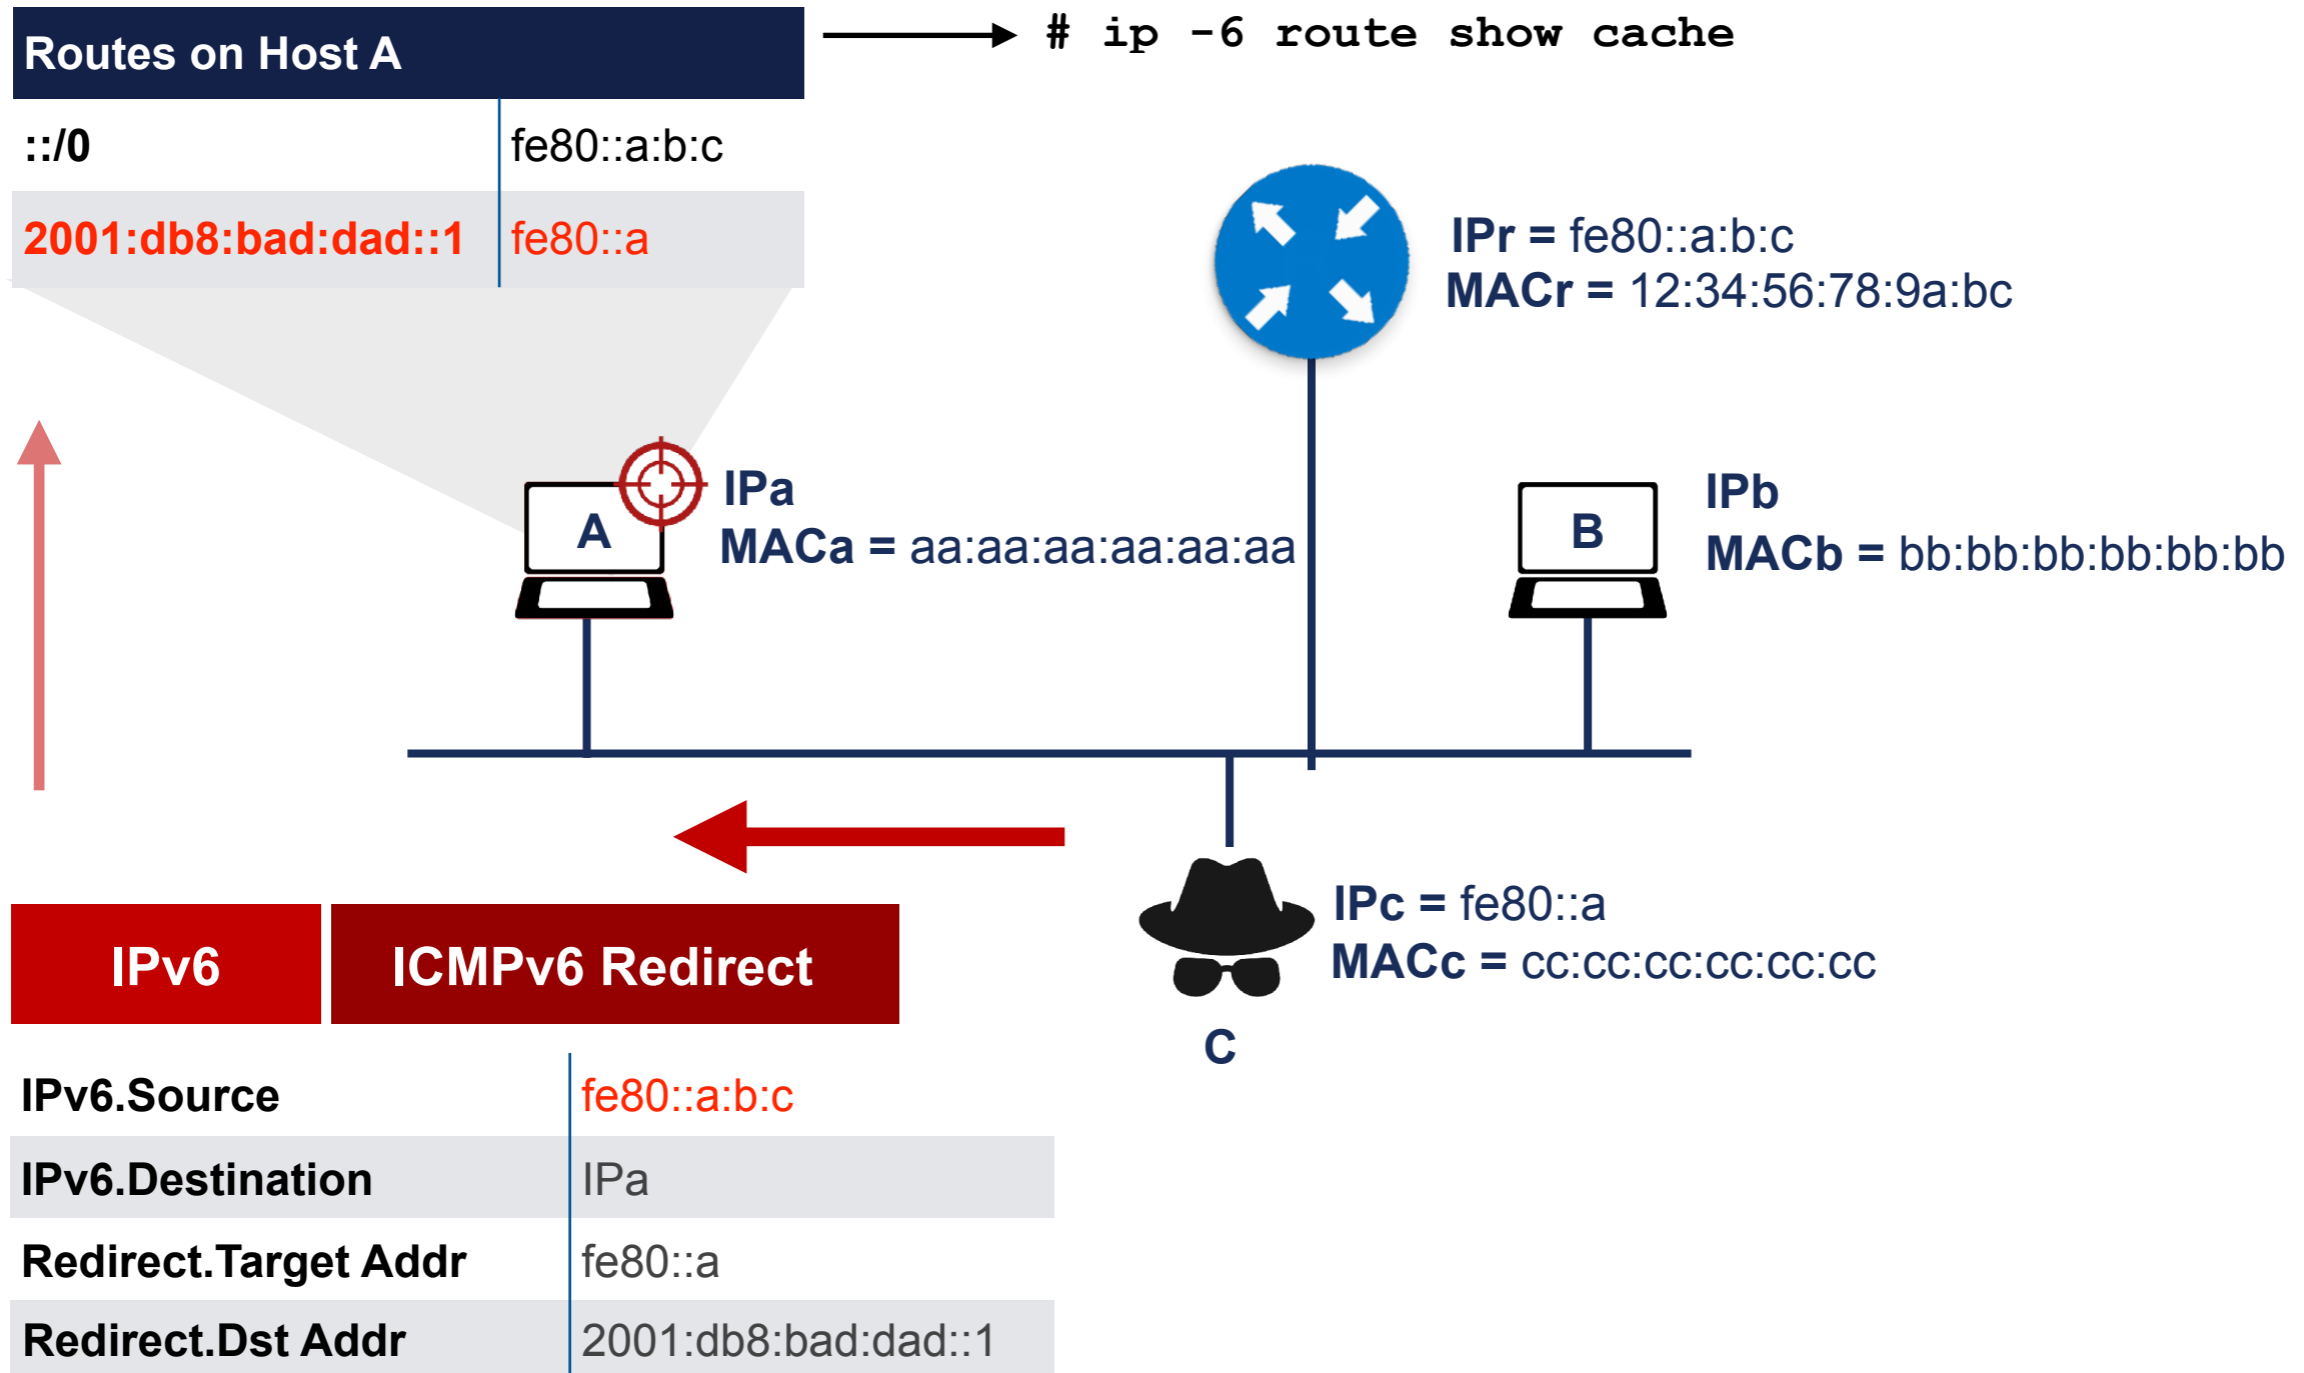 Routes on Host A
# ip -6 route show cache
::/0 fe80::a:b:c
2001:db8:bad:dad::1 fe80::a
IPr = fe80::a:b:c
MACr = 12:34:56:78:9a:bc
A
IPa
MACa = aa:aa:aa:aa:aa:aa
B
IPb
MACb = bb:bb:bb:bb:bb:bb
IPc = fe80::a
MACc = cc:cc:cc:cc:cc:cc
C
IPv6 ICMPv6 Redirect
IPv6.Source fe80::a:b:c
IPv6.Destination IPa
Redirect.Target Addr fe80::a
Redirect.Dst Addr 2001:db8:bad:dad::1